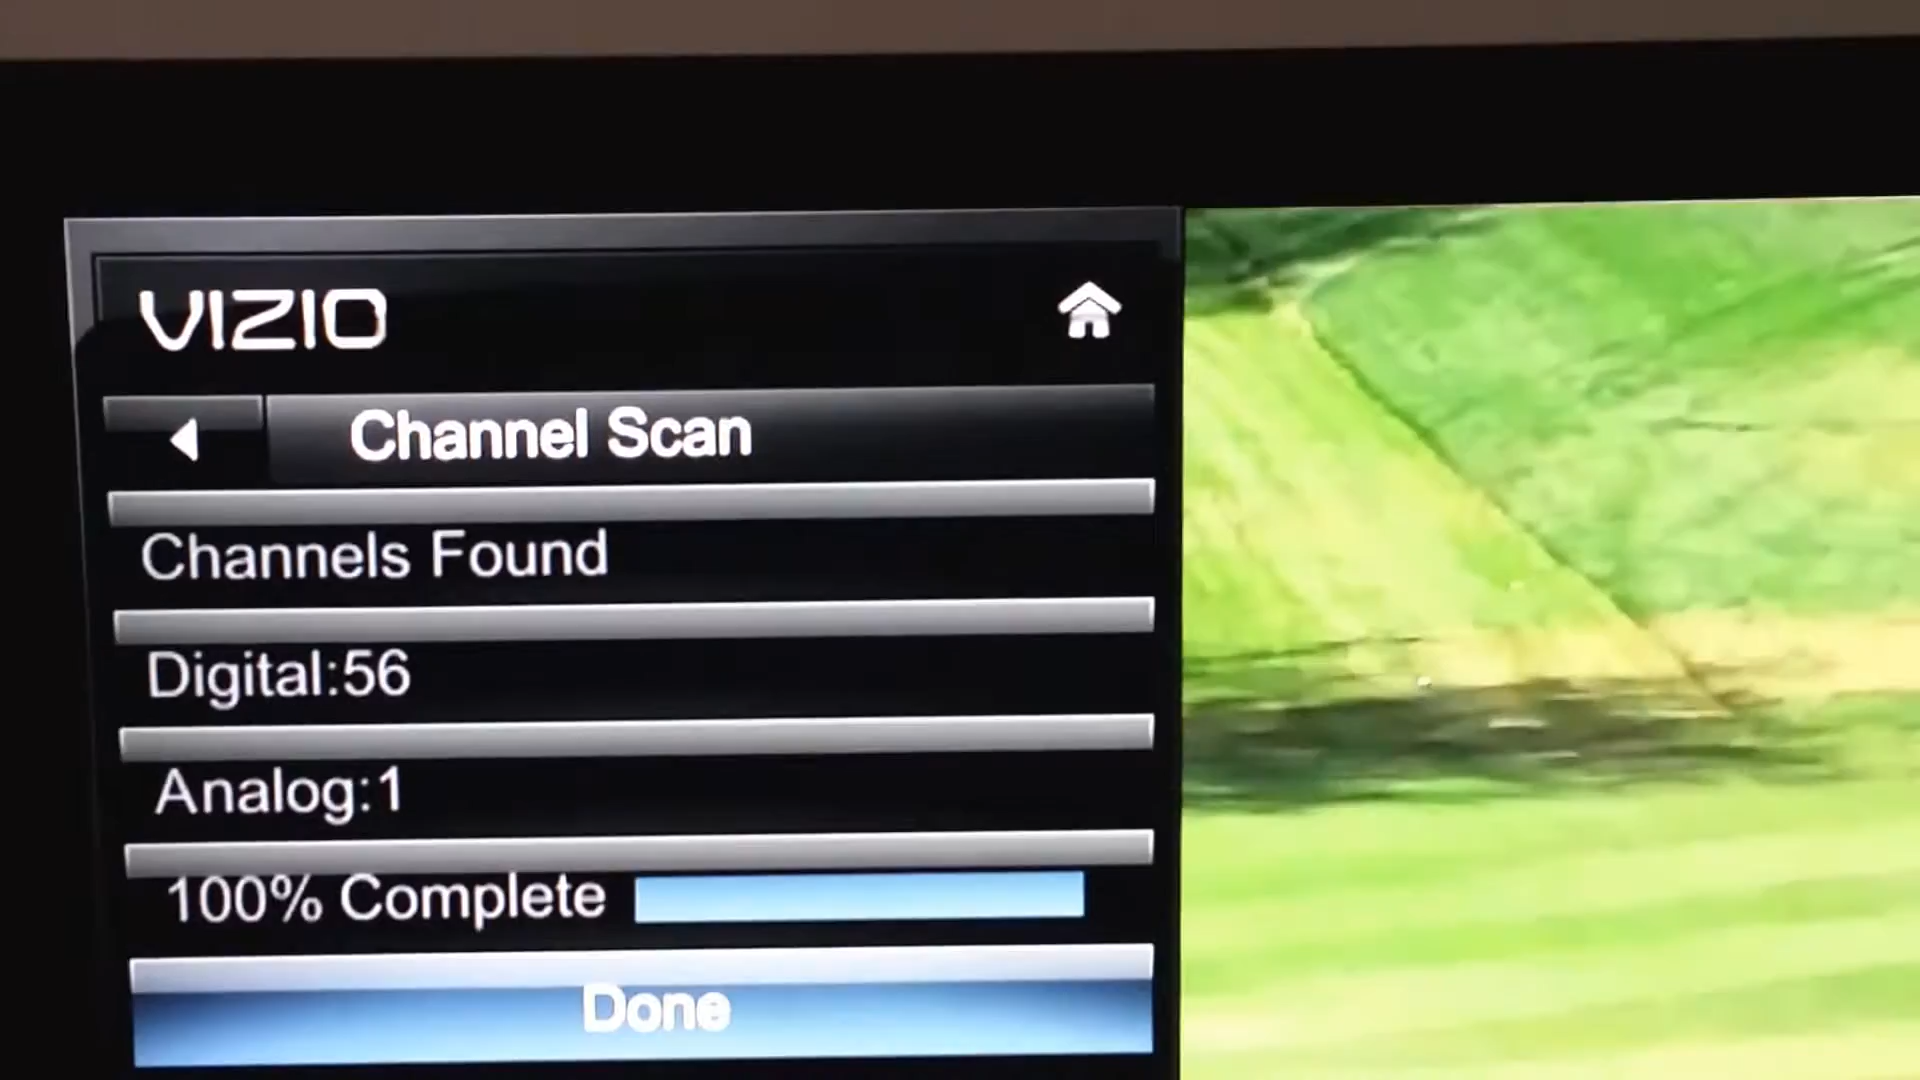 VIZIO
Channel Scan
Channels Found
Digital:56
Analog:1
100% Complete
Done